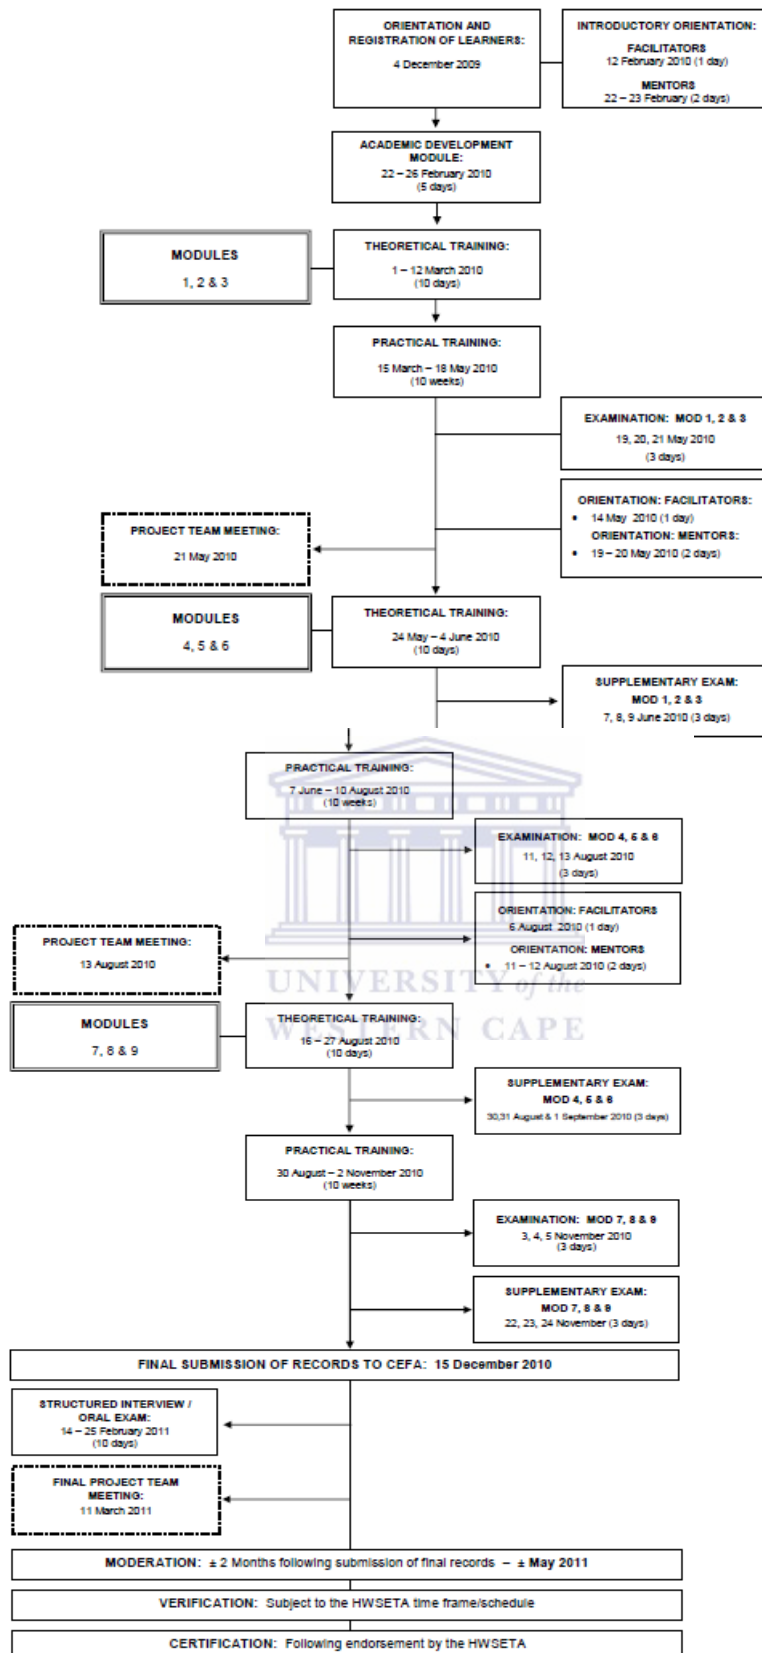 ORIENTATION AND
REGISTRATION OF LEARNERS:
4 December 2009
INTRODUCTORY ORIENTATION:
FACILITATORS
12 February 2010 (1 day)
MENTORS
22 – 23 February (2 days)
ACADEMIC DEVELOPMENT
MODULE:
22 – 26 February 2010
(5 days)
MODULES
1, 2 & 3
THEORETICAL TRAINING:
1 – 12 March 2010
(10 days)
PRACTICAL TRAINING:
15 March – 18 May 2010
(10 weeks)
EXAMINATION: MOD 1, 2 & 3
19, 20, 21 May 2010
(3 days)
ORIENTATION: FACILITATORS:
• 14 May 2010 (1 day)
ORIENTATION: MENTORS:
• 19 – 20 May 2010 (2 days)
PROJECT TEAM MEETING:
21 May 2010
MODULES
4, 5 & 6
THEORETICAL TRAINING:
24 May – 4 June 2010
(10 days)
SUPPLEMENTARY EXAM:
MOD 1, 2 & 3
7, 8, 9 June 2010 (3 days)
PRACTICAL TRAINING:
7 June – 10 August 2010
(10 weeks)
EXAMINATION: MOD 4, 5 & 6
11, 12, 13 August 2010
(3 days)
ORIENTATION: FACILITATORS
6 August 2010 (1 day)
ORIENTATION: MENTORS
• 11 – 12 August 2010 (2 days)
PROJECT TEAM MEETING:
13 August 2010
UNIVERSITY of the
WESTERN CAPE
MODULES
7, 8 & 9
THEORETICAL TRAINING:
16 – 27 August 2010
(10 days)
SUPPLEMENTARY EXAM:
MOD 4, 5 & 6
30,31 August & 1 September 2010 (3 days)
PRACTICAL TRAINING:
30 August – 2 November 2010
(10 weeks)
EXAMINATION: MOD 7, 8 & 9
3, 4, 5 November 2010
(3 days)
SUPPLEMENTARY EXAM:
MOD 7, 8 & 9
22, 23, 24 November (3 days)
FINAL SUBMISSION OF RECORDS TO CEFA: 15 December 2010
STRUCTURED INTERVIEW /
ORAL EXAM:
14 – 25 February 2011
(10 days)
FINAL PROJECT TEAM
MEETING:
11 March 2011
MODERATION: ± 2 Months following submission of final records – ± May 2011
VERIFICATION: Subject to the HWSETA time frame/schedule
CERTIFICATION: Following endorsement by the HWSETA